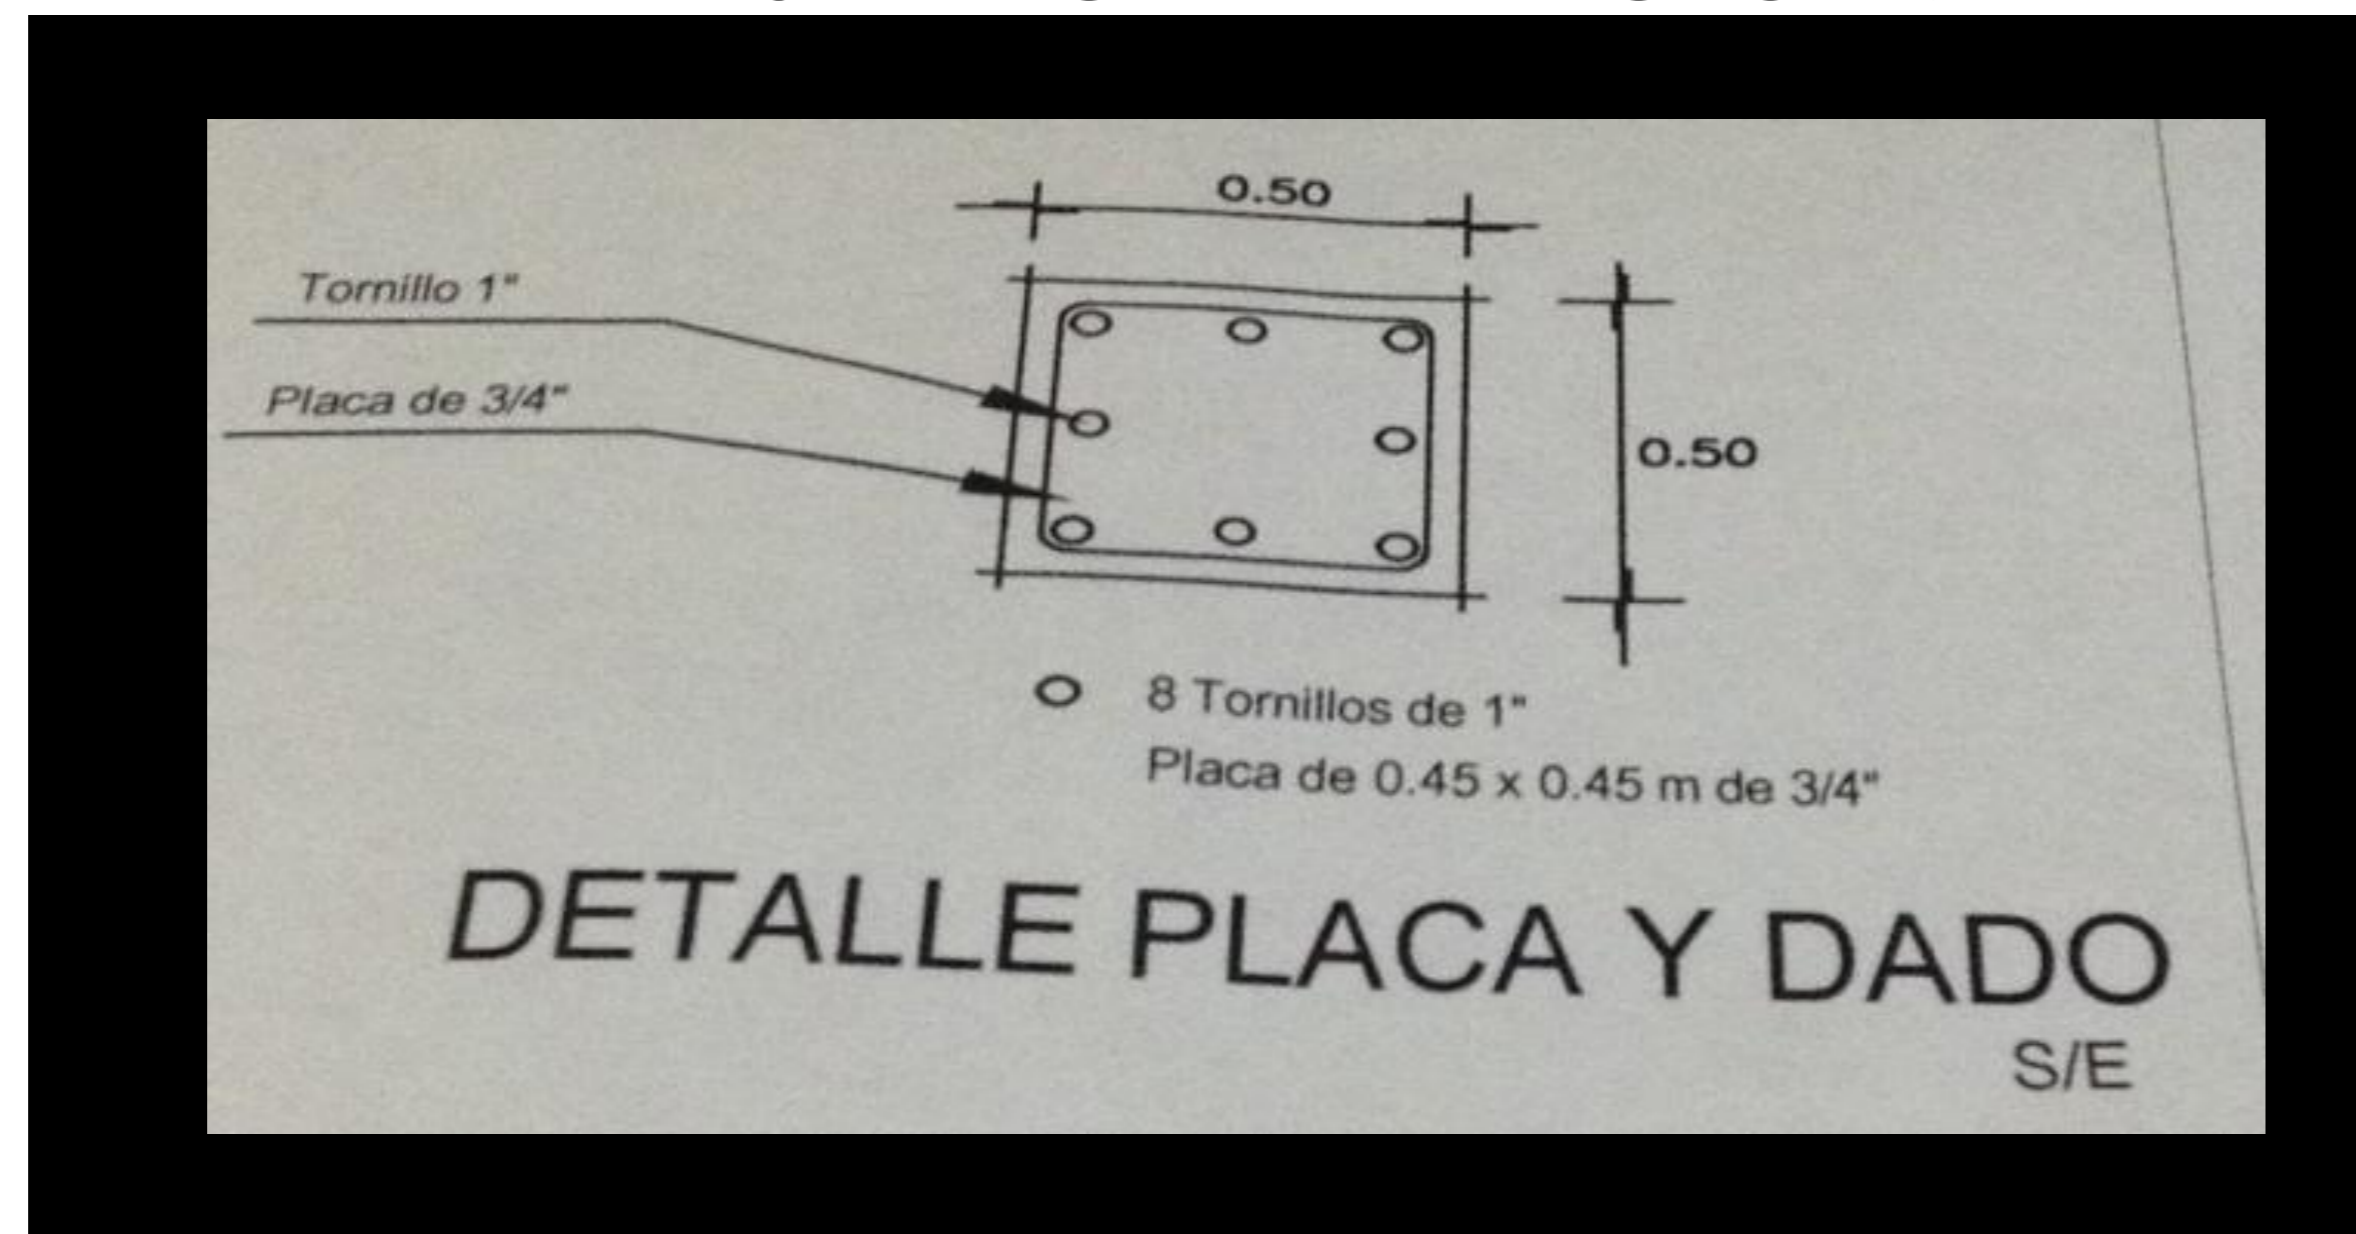 0.50
Tornillo 1"
Placa de 3/4"
0.50
8 Tornillos de 1"
Placa de 0.45 x 0.45 m de 3/4"
DETALLE PLACA Y DADO
S/E